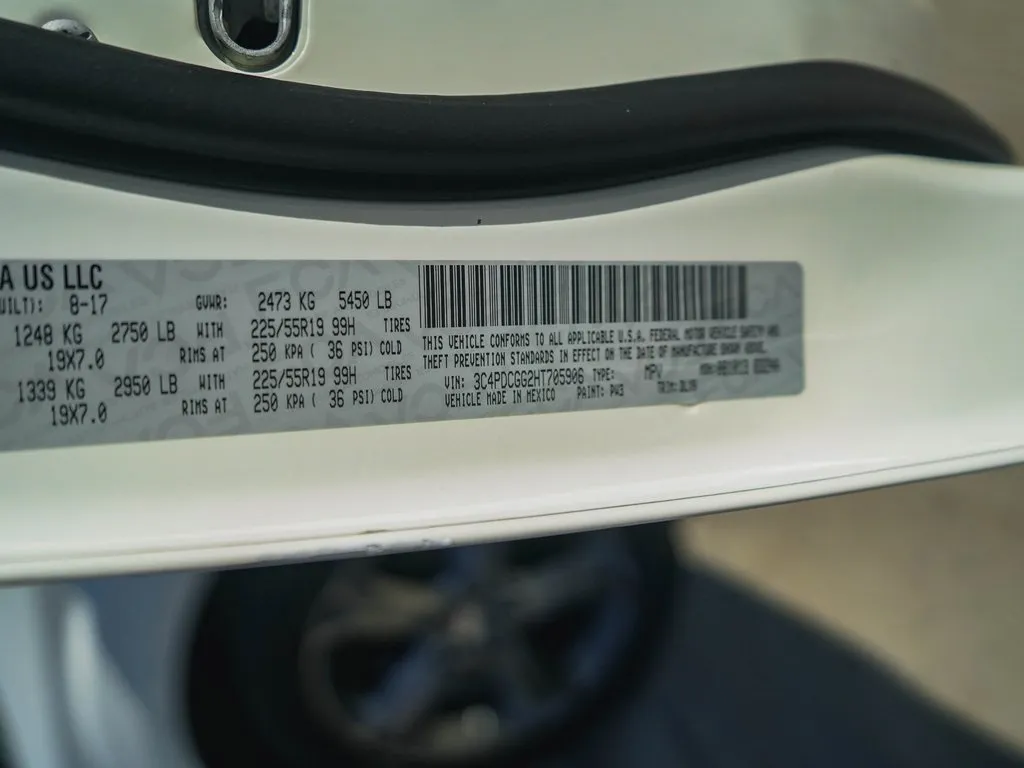 A US LLC
UILT): 8-17 GVWR: 2473 KG 5450 LB
1248 KG 2750 LB WITH 225/55R19 99H TIRES
19X7.0 RIMS AT 250 KPA ( 36 PSI) COLD
1339 KG 2950 LB WITH 225/55R19 99H TIRES
19X7.0 RIMS AT 250 KPA ( 36 PSI) COLD
THIS VEHICLE CONFORMS TO ALL APPLICABLE U.S.A. FEDERAL MOTOR VEHICLE SAFETY AND
THEFT PREVENTION STANDARDS IN EFFECT ON THE DATE OF MANUFACTURE SHOWN ABOVE.
VIN: 3C4PDCGG2HT705906 TYPE: MPV MDH:
VEHICLE MADE IN MEXICO PAINT: PW3 TRIM: